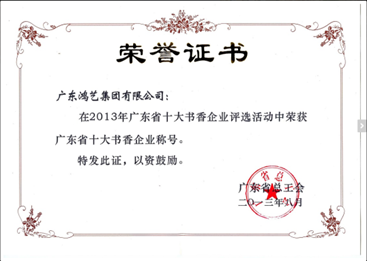 荣誉证书
广东鸿艺集团有限公司:
在2013年广东省十大书香企业评选活动中荣获
广东省十大书香企业称号。
特发此证，以资鼓励。
广东省总工会
二〇一三年八月